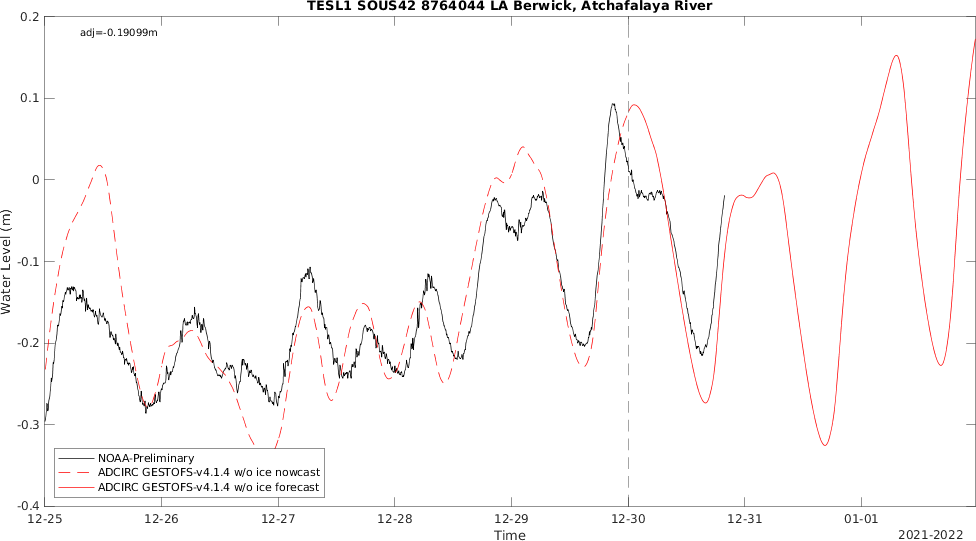 TESL1 SOUS42 8764044 LA Berwick, Atchafalaya River
adj=-0.19099m
0.2
0.1
0
-0.1
-0.2
-0.3
-0.4
Water Level (m)
NOAA-Preliminary
ADCIRC GESTOFS-v4.1.4 w/o ice nowcast
ADCIRC GESTOFS-v4.1.4 w/o ice forecast
12-25 12-26 12-27 12-28 12-29 12-30 12-31 01-01
Time
2021-2022